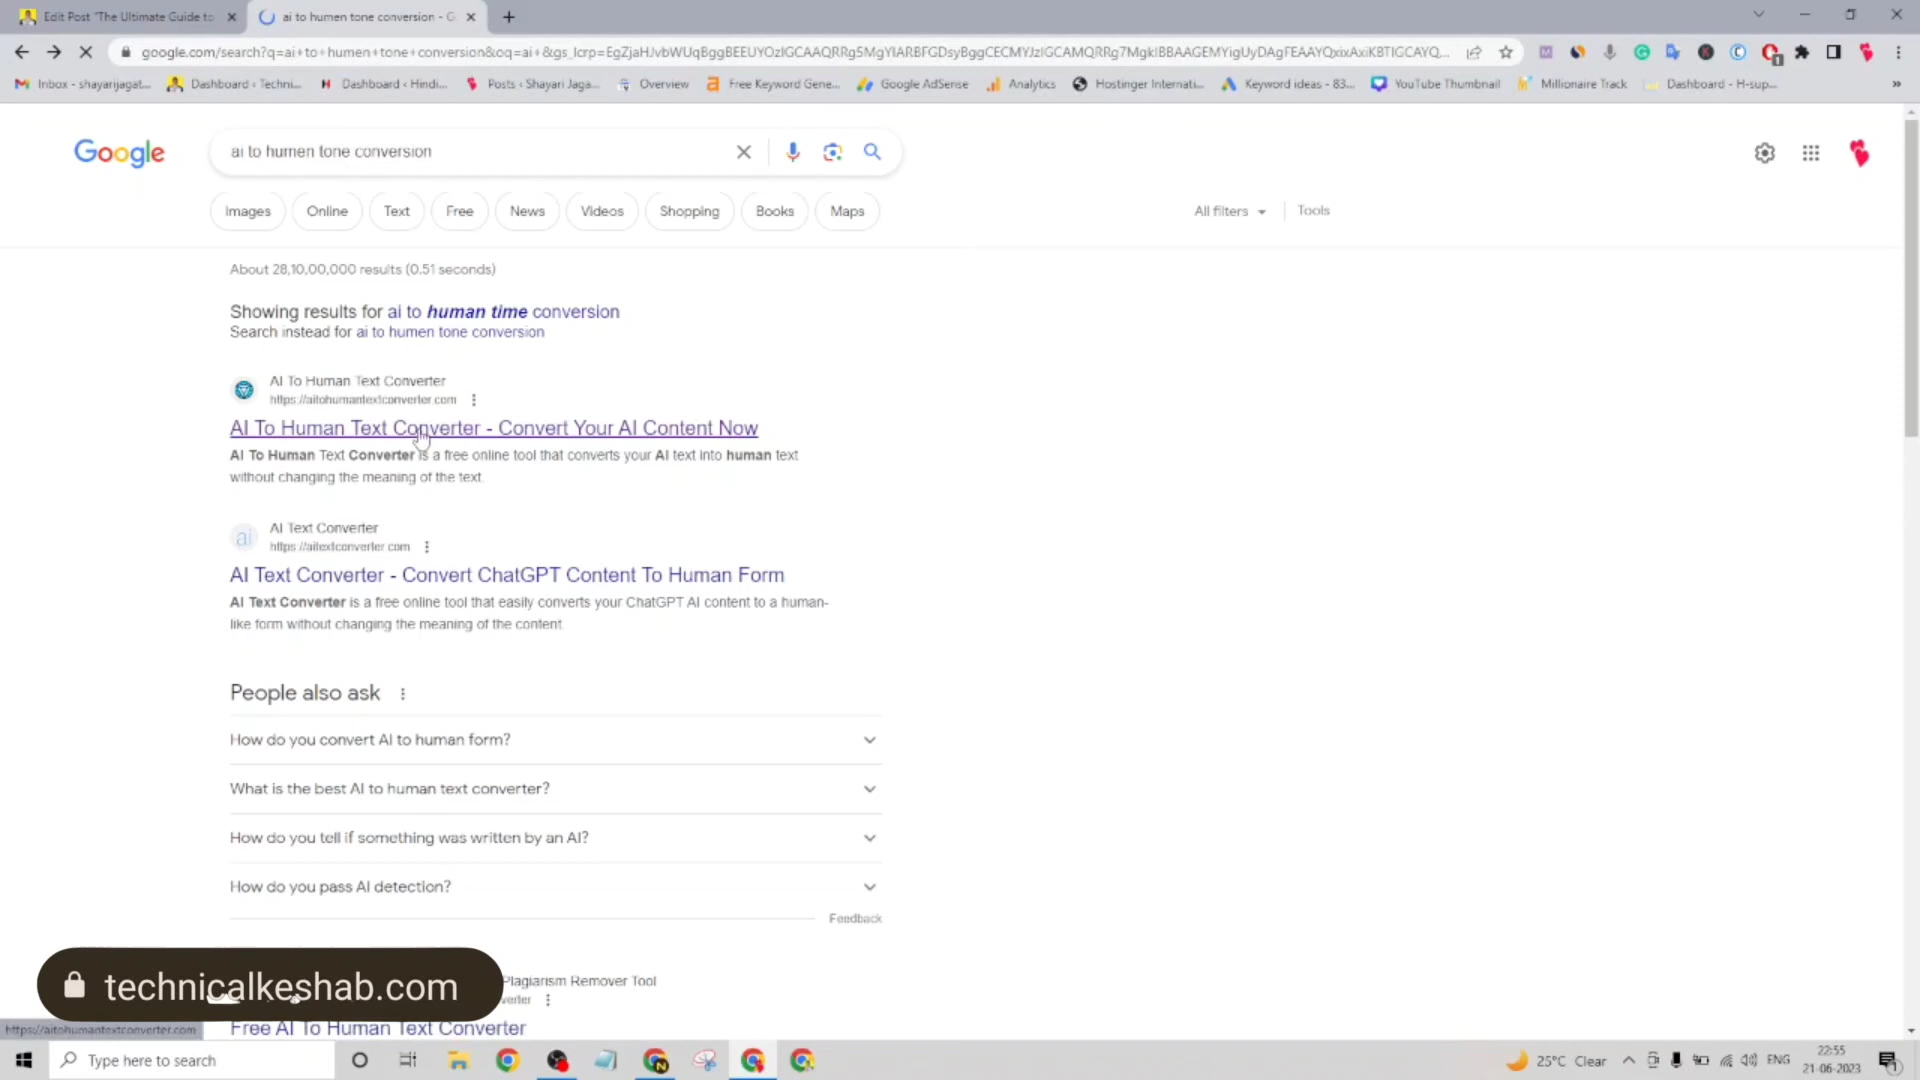 Edit Post "The Ultimate Guide to
ai to humen tone conversion - G
google.com/search?q=ai+to+humen+tone+conversion&oq=ai+&gs_lcrp=
Inbox - shayarijagat...
Dashboard ‹ Techni...
Dashboard ‹ Hindi...
Posts ‹ Shayari Jaga...
Overview
Free Keyword Gene...
Google AdSense
Analytics
Hostinger Internati...
Keyword ideas - 83...
YouTube Thumbnail
Millionaire Track
Dashboard - H-sup...
Google
ai to humen tone conversion
Images
Online
Text
Free
News
Videos
Shopping
Books
Maps
All filters
Tools
About 28,10,00,000 results (0.51 seconds)
Showing results for ai to human time conversion
Search instead for ai to humen tone conversion
AI To Human Text Converter
https://aitohumantextconverter.com
AI To Human Text Converter - Convert Your AI Content Now
AI To Human Text Converter is a free online tool that converts your AI text into human text
without changing the meaning of the text.
ai
AI Text Converter
https://aitextconverter.com
AI Text Converter - Convert ChatGPT Content To Human Form
AI Text Converter is a free online tool that easily converts your ChatGPT AI content to a human-
like form without changing the meaning of the content.
People also ask
How do you convert AI to human form?
What is the best AI to human text converter?
How do you tell if something was written by an AI?
How do you pass AI detection?
Feedback
Plagiarism Remover Tool
verter
technicalkeshab.com
https://aitohumantextconverter.com
Free AI To Human Text Converter
Type here to search
25°C Clear
ENG
22:55
21-06-2023